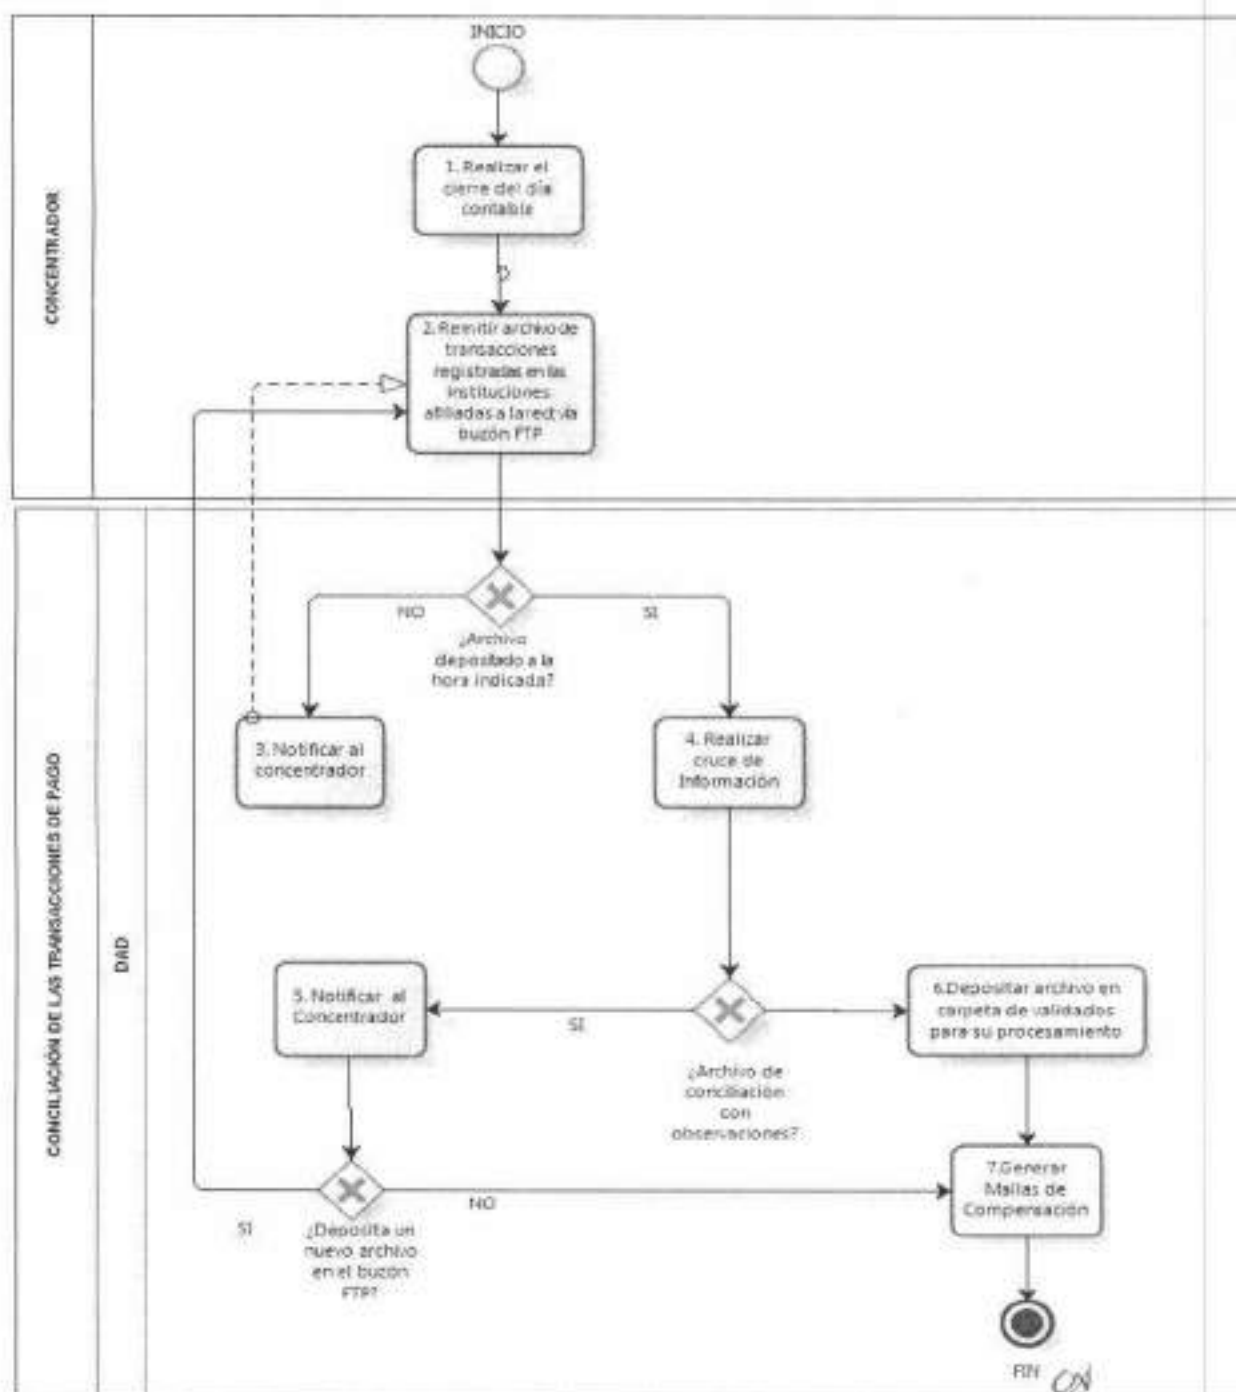 INICIO
CONCENTRADOR
1. Realizar el
cierre del día
contable
2. Remitir archivo de
transacciones
registradas en las
instituciones
afiliadas a la red, vía
buzón FTP
CONCILIACIÓN DE LAS TRANSACCIONES DE PAGO
DAD
NO
SI
¿Archivo
depositado a la
hora indicada?
3. Notificar al
concentrador
4. Realizar
cruce de
Información
5. Notificar al
Concentrador
SI
6.Depositar archivo en
carpeta de validados
para su procesamiento
¿Archivo de
conciliación
con
observaciones?
7.Generar
Mallas de
Compensación
SI
NO
¿Deposita un
nuevo archivo
en el buzón
FTP?
FIN